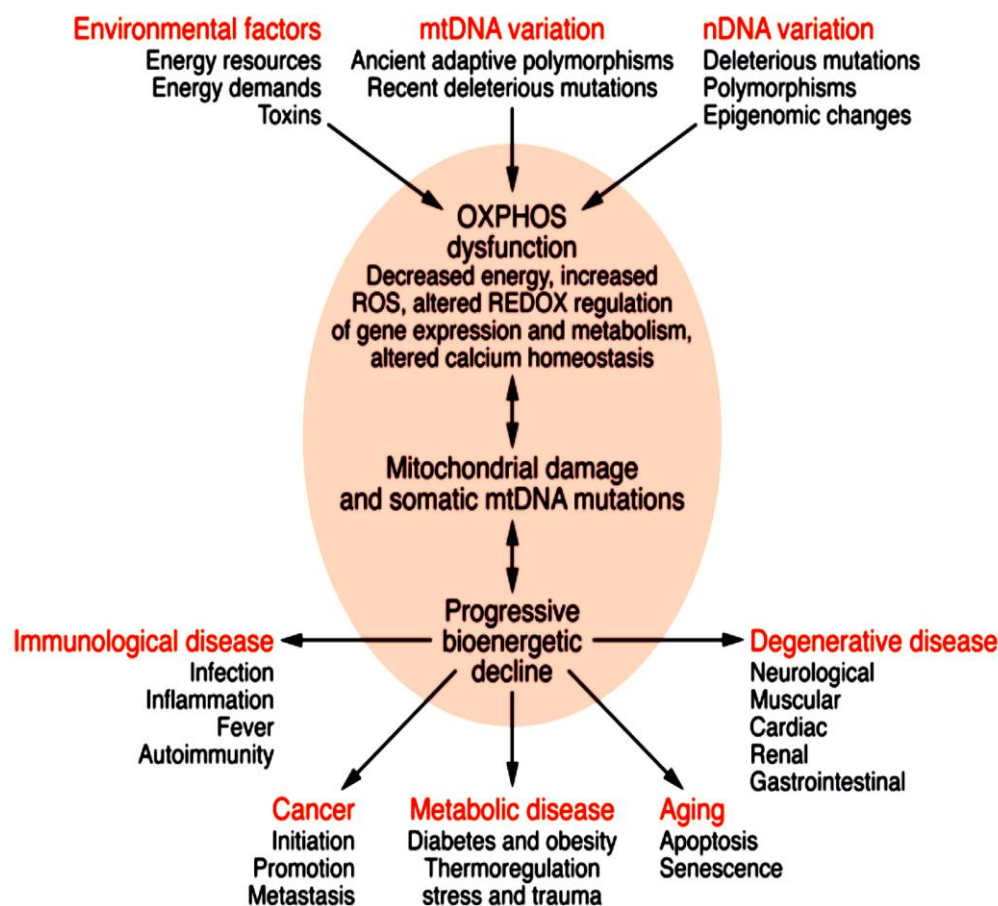 Environmental factors
Energy resources
Energy demands
Toxins
mtDNA variation
Ancient adaptive polymorphisms
Recent deleterious mutations
nDNA variation
Deleterious mutations
Polymorphisms
Epigenomic changes
OXPHOS
dysfunction
Decreased energy, increased
ROS, altered REDOX regulation
of gene expression and metabolism,
altered calcium homeostasis
Mitochondrial damage
and somatic mtDNA mutations
Progressive
bioenergetic
decline
Immunological disease
Infection
Inflammation
Fever
Autoimmunity
Cancer
Initiation
Promotion
Metastasis
Metabolic disease
Diabetes and obesity
Thermoregulation
stress and trauma
Aging
Apoptosis
Senescence
Degenerative disease
Neurological
Muscular
Cardiac
Renal
Gastrointestinal